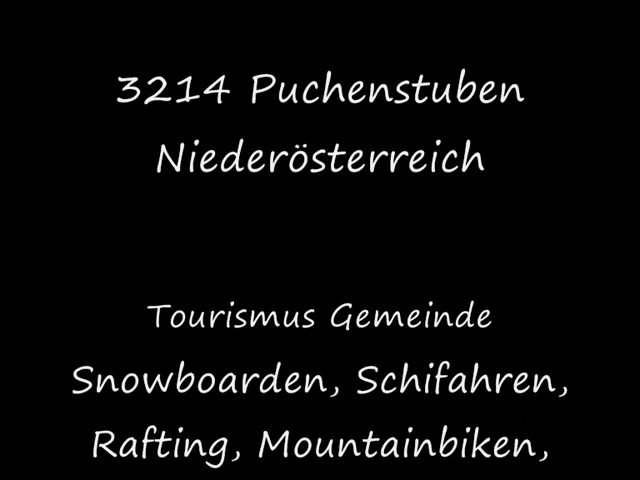 3214 Puchenstuben
Niederösterreich
Tourismus Gemeinde
Snowboarden, Schifahren,
Rafting, Mountainbiken,